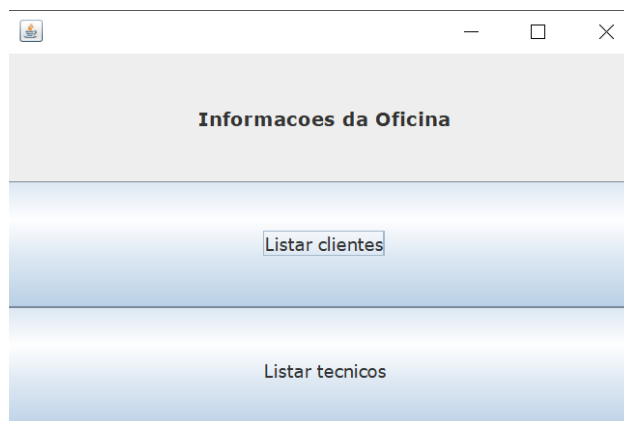 Informacoes da Oficina
Listar clientes
Listar tecnicos